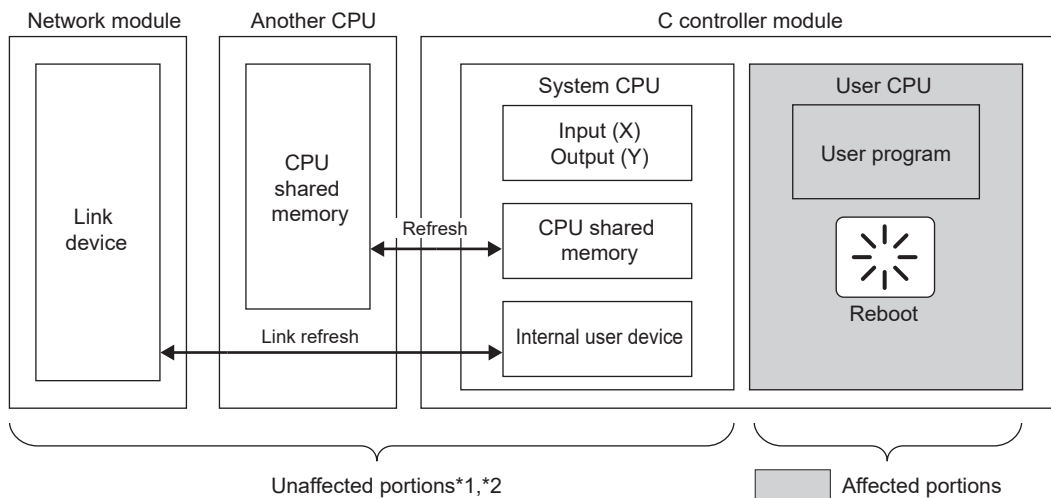 Network module
Another CPU
C controller module
System CPU
User CPU
Input (X)
Output (Y)
User program
CPU
shared
memory
Link
device
Refresh
CPU shared
memory
Reboot
Link refresh
Internal user device
Unaffected portions*1,*2
Affected portions